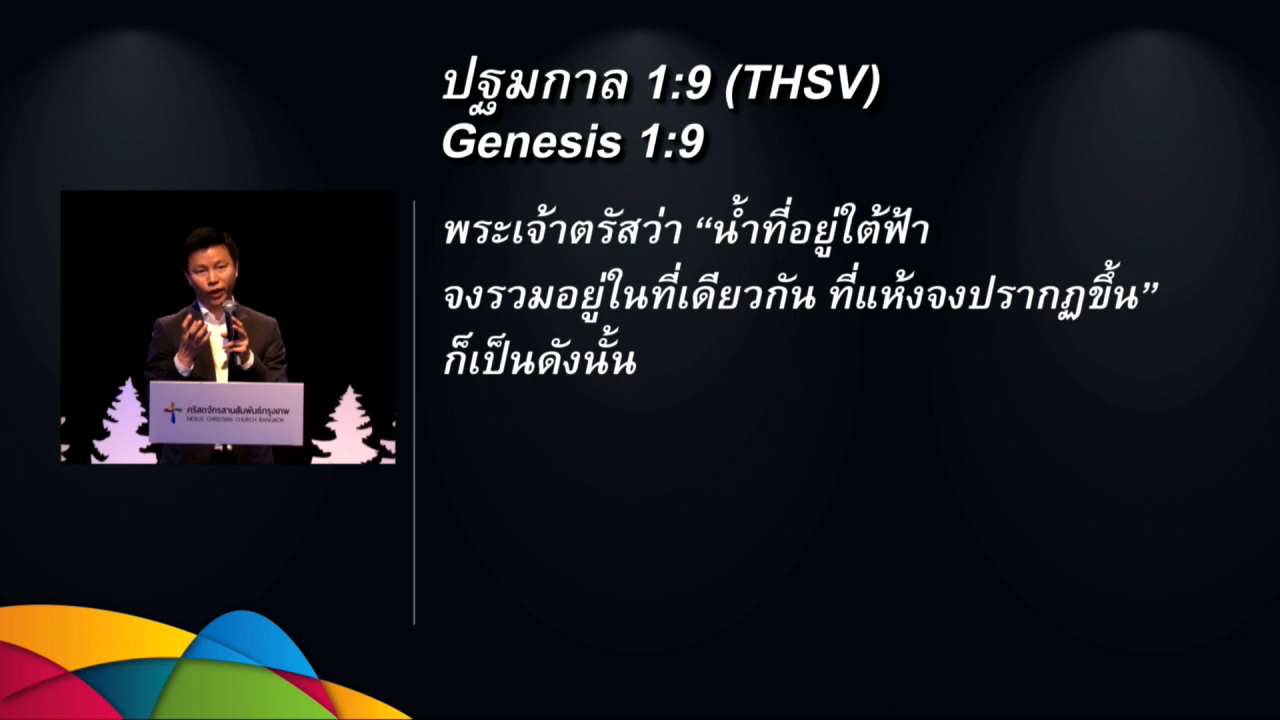 ปฐมกาล 1:9 (THSV)
Genesis 1:9
พระเจ้าตรัสว่า “น้ำที่อยู่ใต้ฟ้า
จงรวมอยู่ในที่เดียวกัน ที่แห้งจงปรากฏขึ้น”
ก็เป็นดังนั้น
คริสตจักรสานสัมพันธ์กรุงเทพ
NEXUS CHRISTIAN CHURCH BANGKOK